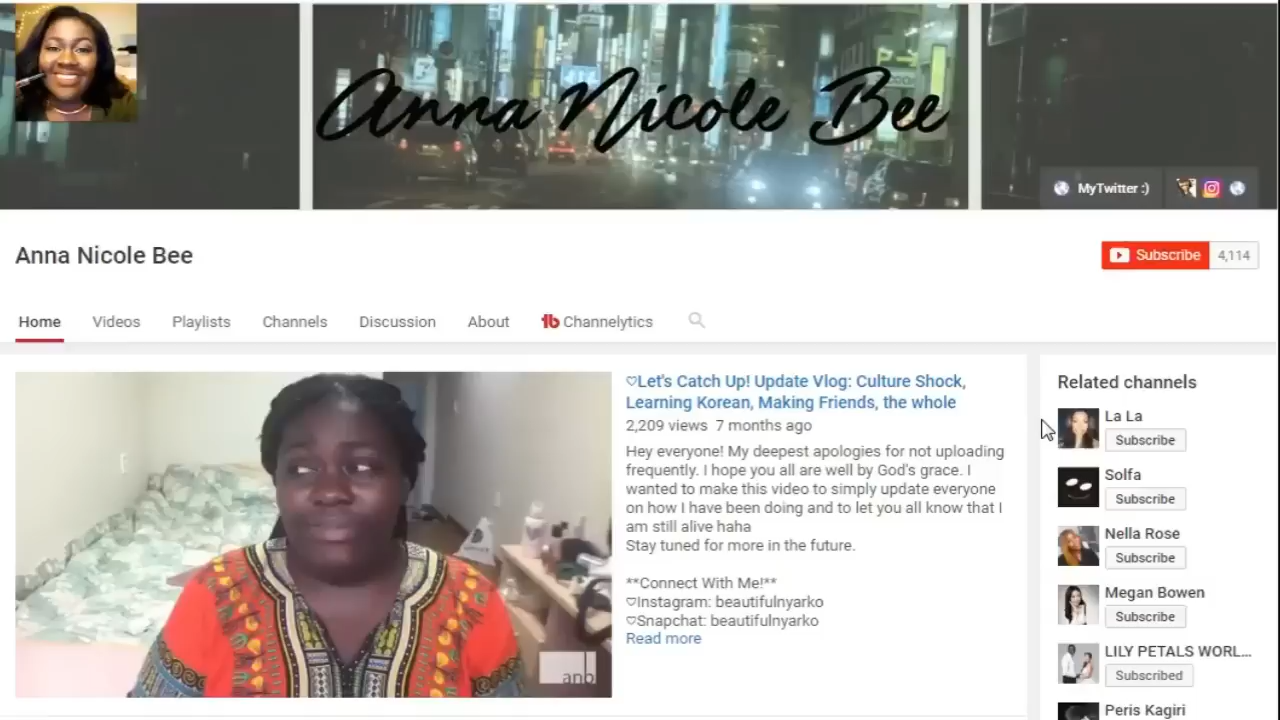 Anna Nicole Bee
MyTwitter :)
Anna Nicole Bee
Subscribe 4,114
Home Videos Playlists Channels Discussion About tb Channelytics
♡Let's Catch Up! Update Vlog: Culture Shock,
Learning Korean, Making Friends, the whole
2,209 views 7 months ago
Hey everyone! My deepest apologies for not uploading
frequently. I hope you all are well by God's grace. I
wanted to make this video to simply update everyone
on how I have been doing and to let you all know that I
am still alive haha
Stay tuned for more in the future.
**Connect With Me!**
♡Instagram: beautifulnyarko
♡Snapchat: beautifulnyarko
Read more
anb
Related channels
La La
Subscribe
Solfa
Subscribe
Nella Rose
Subscribe
Megan Bowen
Subscribe
LILY PETALS WORL...
Subscribed
Peris Kagiri